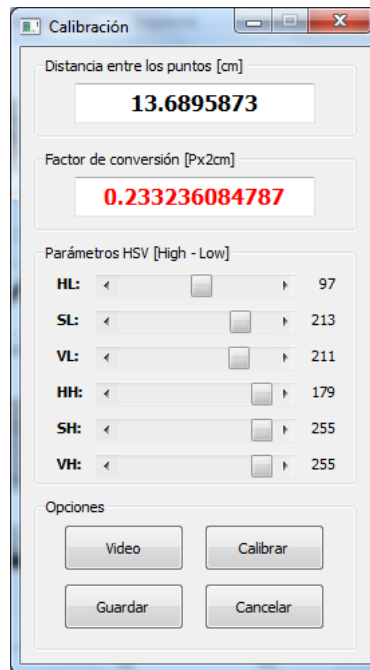 Calibración
Distancia entre los puntos [cm]
13.6895873
Factor de conversión [Px2cm]
0.233236084787
Parámetros HSV [High - Low]
HL: 97
SL: 213
VL: 211
HH: 179
SH: 255
VH: 255
Opciones
Video Calibrar
Guardar Cancelar